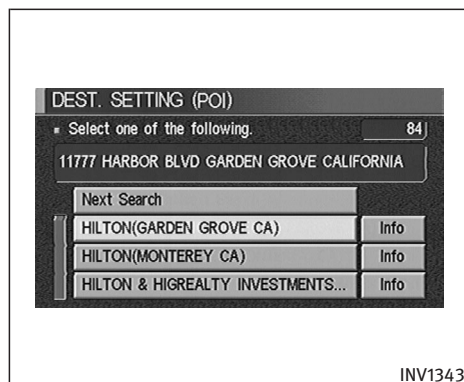 DEST. SETTING (POI)
Select one of the following. 84
11777 HARBOR BLVD GARDEN GROVE CALIFORNIA
Next Search
HILTON(GARDEN GROVE CA) Info
HILTON(MONTEREY CA) Info
HILTON & HIGREALTY INVESTMENTS... Info
INV1343